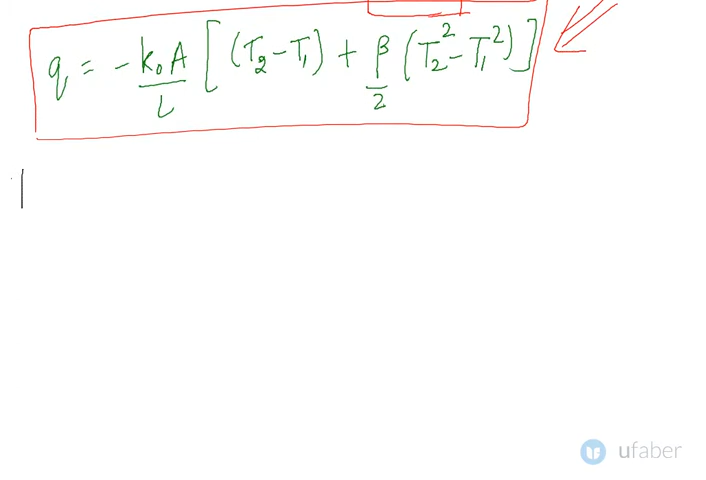 q = - k₀A/L [ (T₂ - T₁) + β/2 (T₂² - T₁²) ]
ufaber